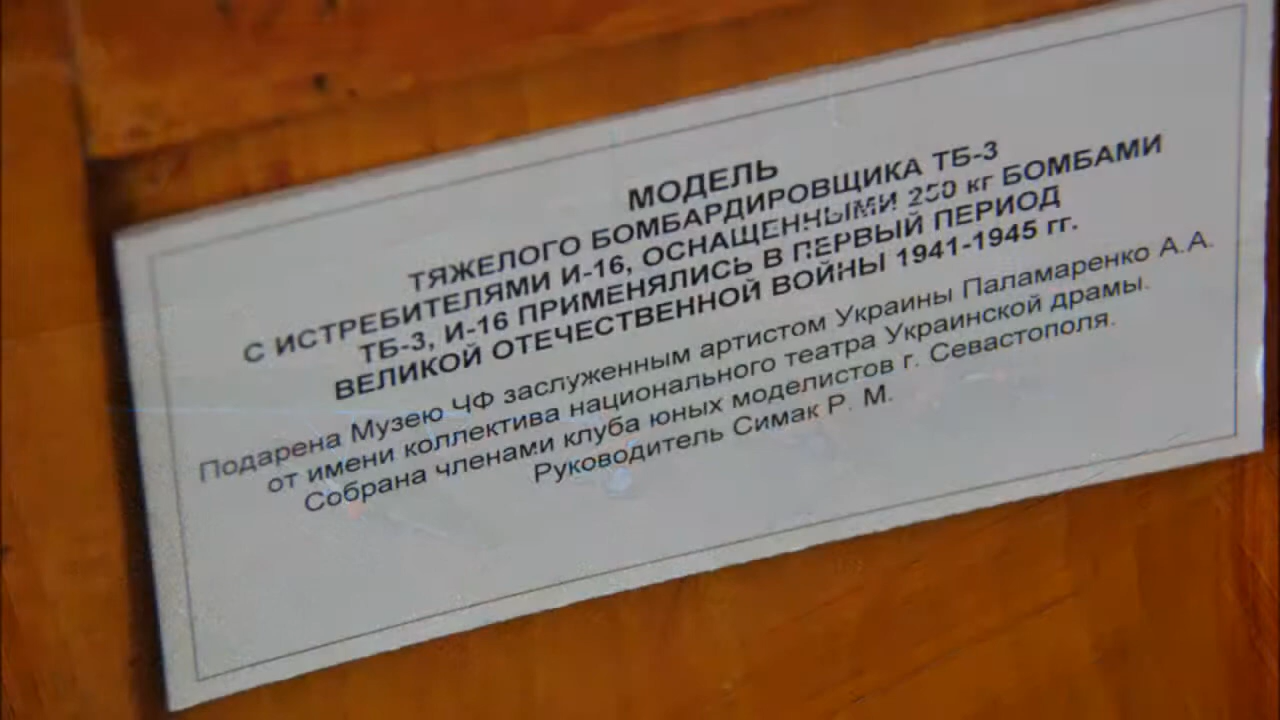 МОДЕЛЬ
ТЯЖЕЛОГО БОМБАРДИРОВЩИКА ТБ-3
С ИСТРЕБИТЕЛЯМИ И-16, ОСНАЩЕННЫМИ 250 кг БОМБАМИ
ТБ-3, И-16 ПРИМЕНЯЛИСЬ В ПЕРВЫЙ ПЕРИОД
ВЕЛИКОЙ ОТЕЧЕСТВЕННОЙ ВОЙНЫ 1941-1945 гг.
Подарена Музею ЧФ заслуженным артистом Украины Паламаренко А.А.
от имени коллектива национального театра Украинской драмы.
Собрана членами клуба юных моделистов г. Севастополя.
Руководитель Симак Р. М.